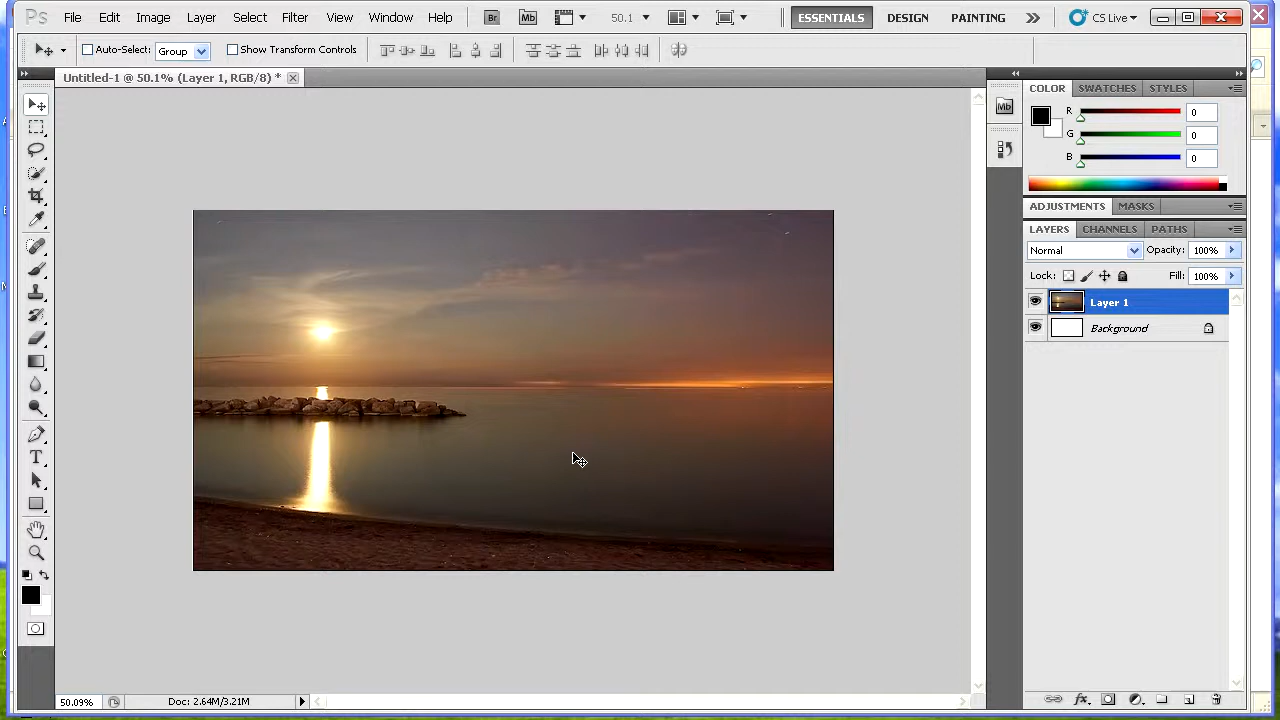 Ps File Edit Image Layer Select Filter View Window Br Mb 50.1 ESSENTIALS DESIGN PAINTING CS Live
Auto-Select: Group Show Transform Controls
Untitled-1 @ 50.1% (Layer 1, RGB/8) *
Mb
COLOR SWATCHES STYLES
R 0
G 0
B 0
ADJUSTMENTS MASKS
LAYERS CHANNELS PATHS
Normal Opacity: 100%
Lock: Fill: 100%
Layer 1
Background
T
50.09% Doc: 2.64M/3.21M
fx